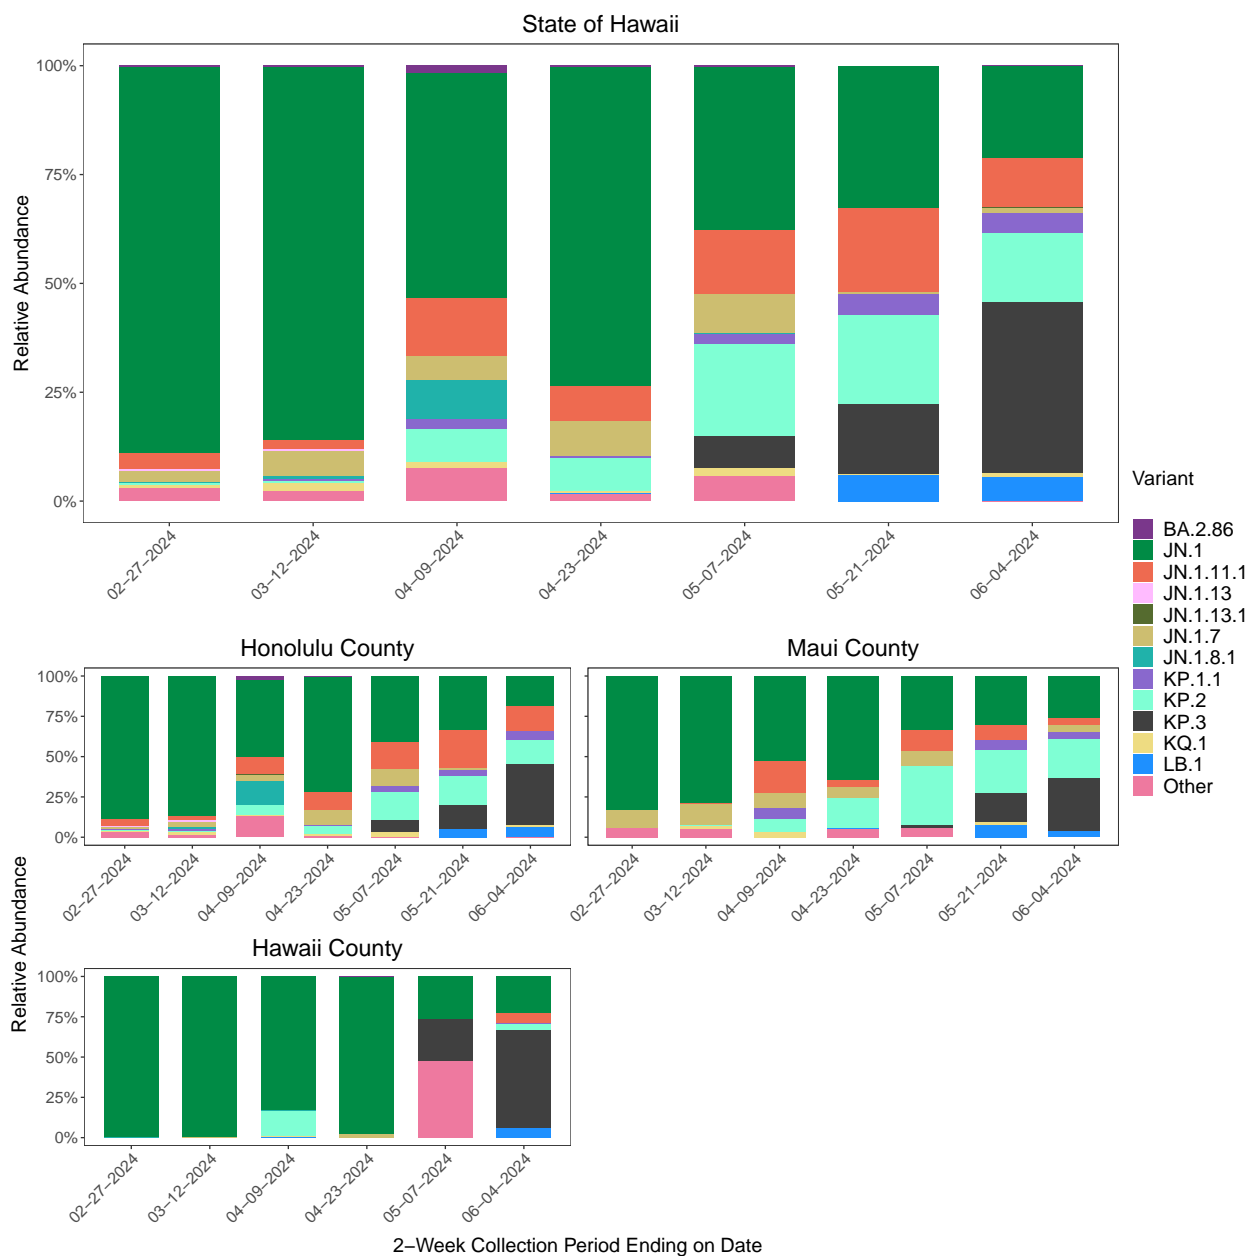 State of Hawaii
Relative Abundance
100%
75%
50%
25%
0%
02−27−2024
03−12−2024
04−09−2024
04−23−2024
05−07−2024
05−21−2024
06−04−2024
Variant
BA.2.86
JN.1
JN.1.11.1
JN.1.13
JN.1.13.1
JN.1.7
JN.1.8.1
KP.1.1
KP.2
KP.3
KQ.1
LB.1
Other
Honolulu County
100%
75%
50%
25%
0%
02−27−2024
03−12−2024
04−09−2024
04−23−2024
05−07−2024
05−21−2024
06−04−2024
Maui County
02−27−2024
03−12−2024
04−09−2024
04−23−2024
05−07−2024
05−21−2024
06−04−2024
Relative Abundance
Hawaii County
100%
75%
50%
25%
0%
02−27−2024
03−12−2024
04−09−2024
04−23−2024
05−07−2024
06−04−2024
2−Week Collection Period Ending on Date